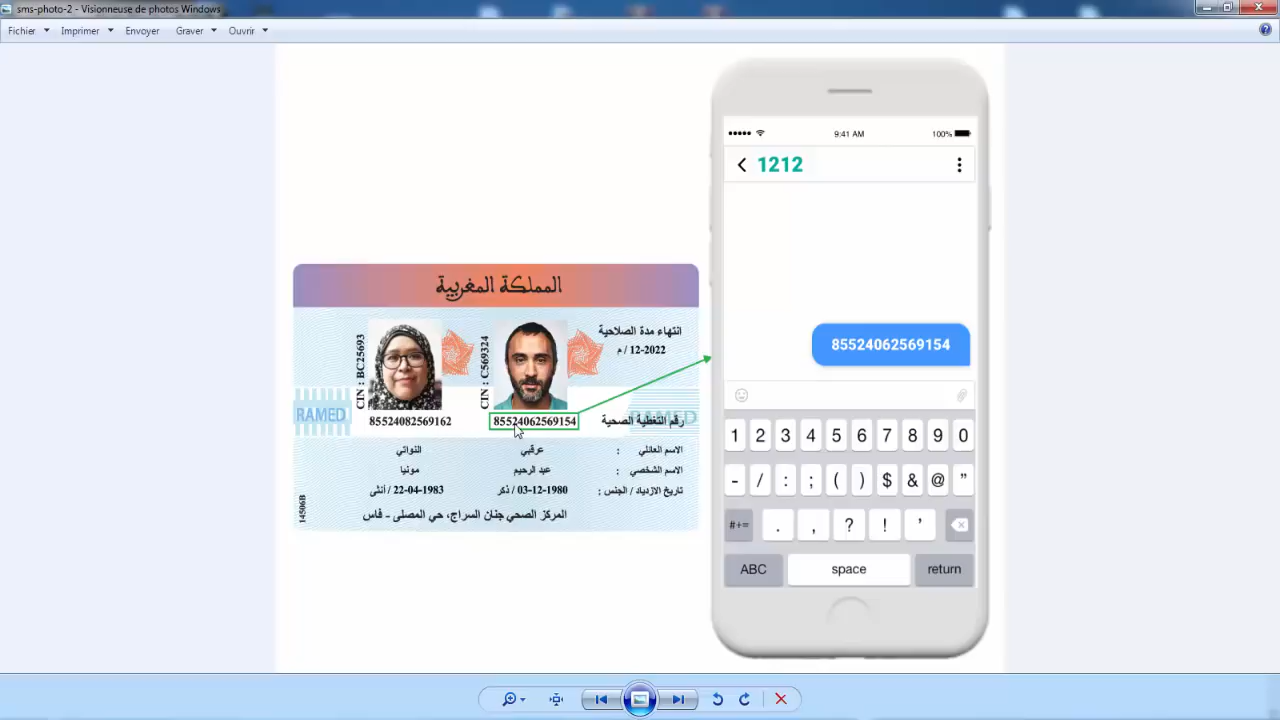 sms-photo-2 - Visionneuse de photos Windows
Fichier Imprimer Envoyer Graver Ouvrir
9:41 AM 100%
1212
المملكة المغربية
انتهاء مدة الصلاحية
12-2022 / م
CIN : C569324
CIN : BC25693
RAMED
RAMED
رقم التغطية الصحية 85524062569154 85524082569162
الاسم العائلي : عرقبي النواتي
الاسم الشخصي : عبد الرحيم مونيا
تاريخ الازدياد / الجنس : 03-12-1980 / ذكر 22-04-1983 / أنثى
المركز الصحي جنان السراج، حي المصلى - فاس
14506B
85524062569154
1 2 3 4 5 6 7 8 9 0
- / : ; ( ) $ & @ "
#+= . , ? ! '
ABC space return